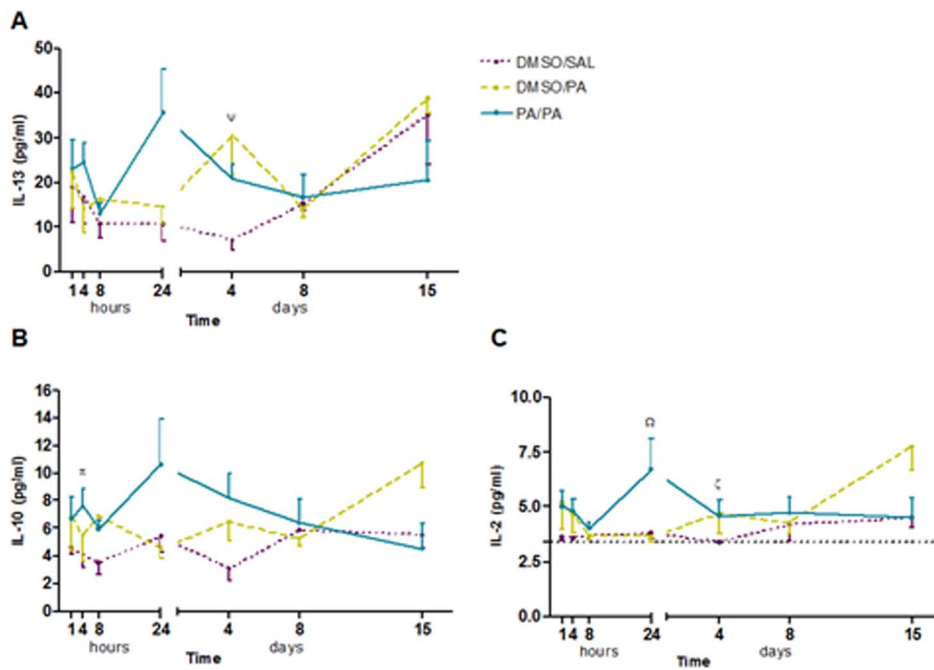 A
50
40
30
20
10
0
IL-13 (pg/ml)
Ψ
1 4 8 24 4 8 15
hours days
Time
DMSO/SAL
DMSO/PA
PA/PA
B
16
14
12
10
8
6
4
2
0
IL-10 (pg/ml)
1 4 8 24 4 8 15
hours days
Time
C
10.0
7.5
5.0
2.5
0.0
IL-2 (pg/ml)
Ω
ζ
1 4 8 24 4 8 15
hours days
Time